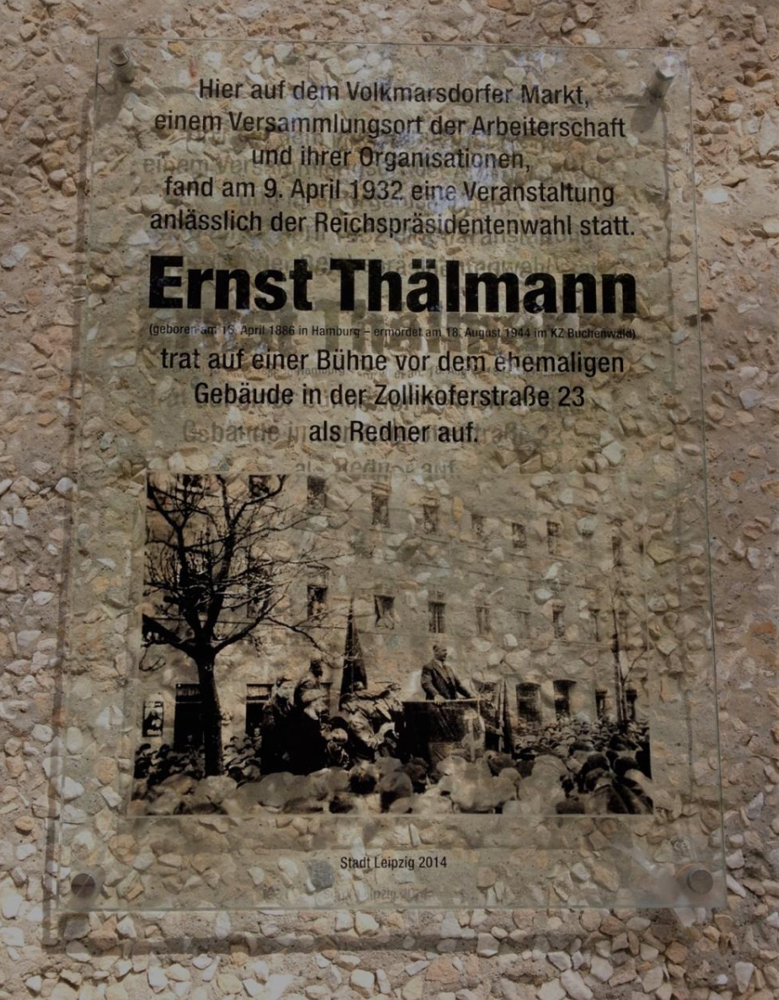 Hier auf dem Volkmarsdorfer Markt,
einem Versammlungsort der Arbeiterschaft
und ihrer Organisationen,
fand am 9. April 1932 eine Veranstaltung
anlässlich der Reichspräsidentenwahl statt.
Ernst Thälmann
(geboren am 16. April 1886 in Hamburg – ermordet am 18. August 1944 im KZ Buchenwald)
trat auf einer Bühne vor dem ehemaligen
Gebäude in der Zollikoferstraße 23
als Redner auf.
Stadt Leipzig 2014